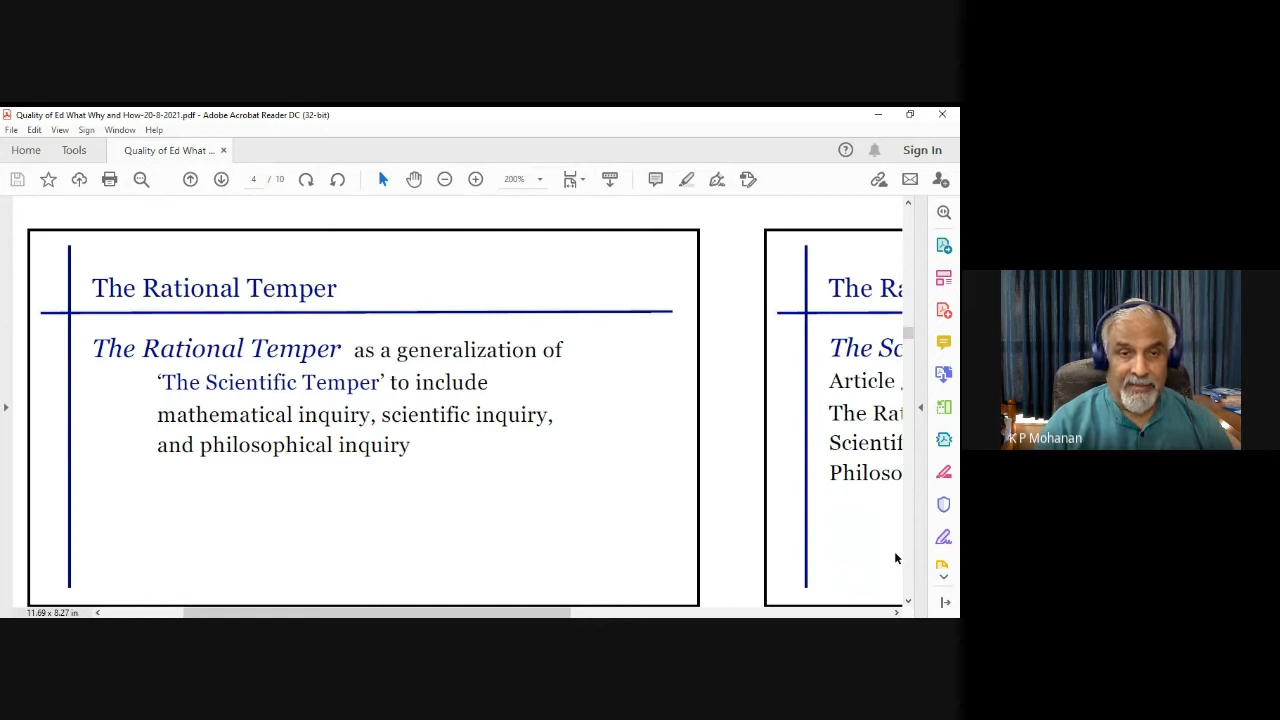 Quality of Ed What Why and How-20-8-2021.pdf - Adobe Acrobat Reader DC (32-bit)
File Edit View Sign Window Help
Home Tools Quality of Ed What ... × Sign In
4 / 10 200%
The Rational Temper
The Rational Temper as a generalization of
‘The Scientific Temper’ to include
mathematical inquiry, scientific inquiry,
and philosophical inquiry
The Ra
The Sc
Article
The Rat
Scientif
Philoso
11.69 x 8.27 in
K P Mohanan